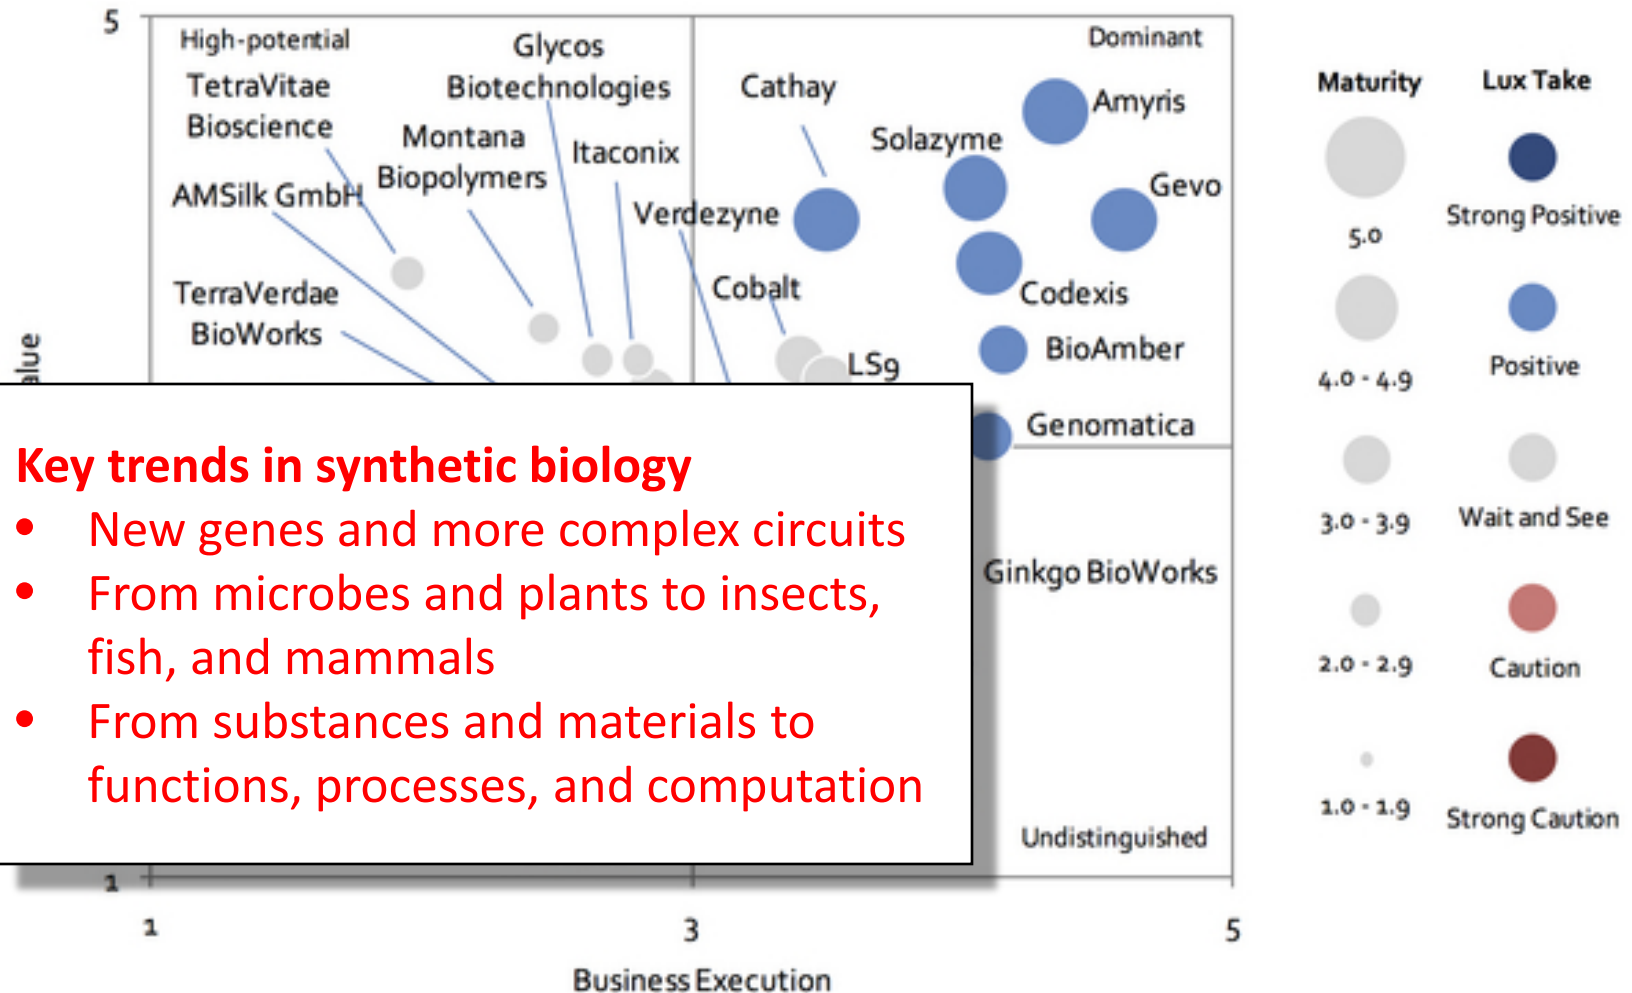 5
High-potential
Dominant
Glycos
Biotechnologies
TetraVitae
Bioscience
Montana
Biopolymers
Itaconix
AMSilk GmbH
Verdezyne
Cathay
Solazyme
Amyris
Gevo
Codexis
Cobalt
TerraVerdae
BioWorks
LS9
BioAmber
Genomatica
Ginkgo BioWorks
Undistinguished
Key trends in synthetic biology
• New genes and more complex circuits
• From microbes and plants to insects,
fish, and mammals
• From substances and materials to
functions, processes, and computation
1
1
3
5
Business Execution
Maturity
Lux Take
5.0
Strong Positive
4.0 - 4.9
Positive
3.0 - 3.9
Wait and See
2.0 - 2.9
Caution
1.0 - 1.9
Strong Caution